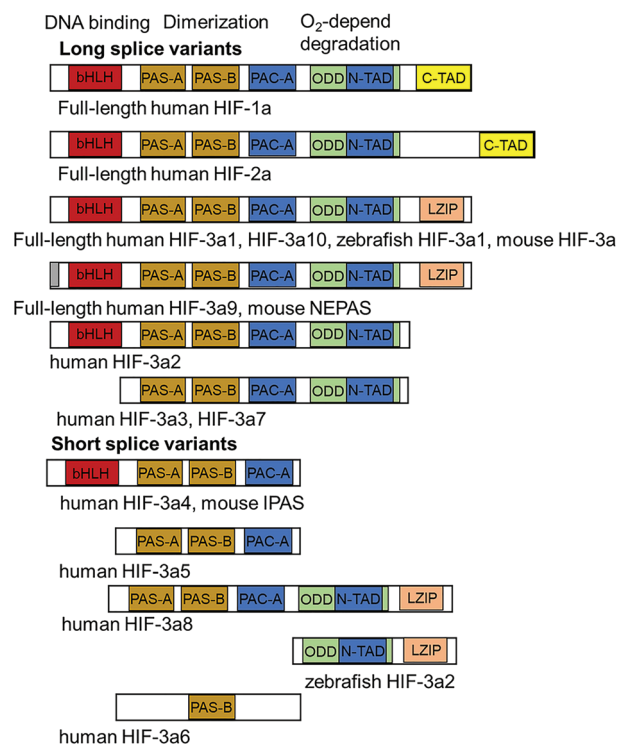 DNA binding Dimerization O2-depend
degradation
Long splice variants
bHLH PAS-A PAS-B PAC-A ODD N-TAD C-TAD
Full-length human HIF-1a
bHLH PAS-A PAS-B PAC-A ODD N-TAD C-TAD
Full-length human HIF-2a
bHLH PAS-A PAS-B PAC-A ODD N-TAD LZIP
Full-length human HIF-3a1, HIF-3a10, zebrafish HIF-3a1, mouse HIF-3a
bHLH PAS-A PAS-B PAC-A ODD N-TAD LZIP
Full-length human HIF-3a9, mouse NEPAS
bHLH PAS-A PAS-B PAC-A ODD N-TAD
human HIF-3a2
PAS-A PAS-B PAC-A ODD N-TAD
human HIF-3a3, HIF-3a7
Short splice variants
bHLH PAS-A PAS-B PAC-A
human HIF-3a4, mouse IPAS
PAS-A PAS-B PAC-A
human HIF-3a5
PAS-A PAS-B PAC-A ODD N-TAD LZIP
human HIF-3a8
ODD N-TAD LZIP
zebrafish HIF-3a2
PAS-B
human HIF-3a6